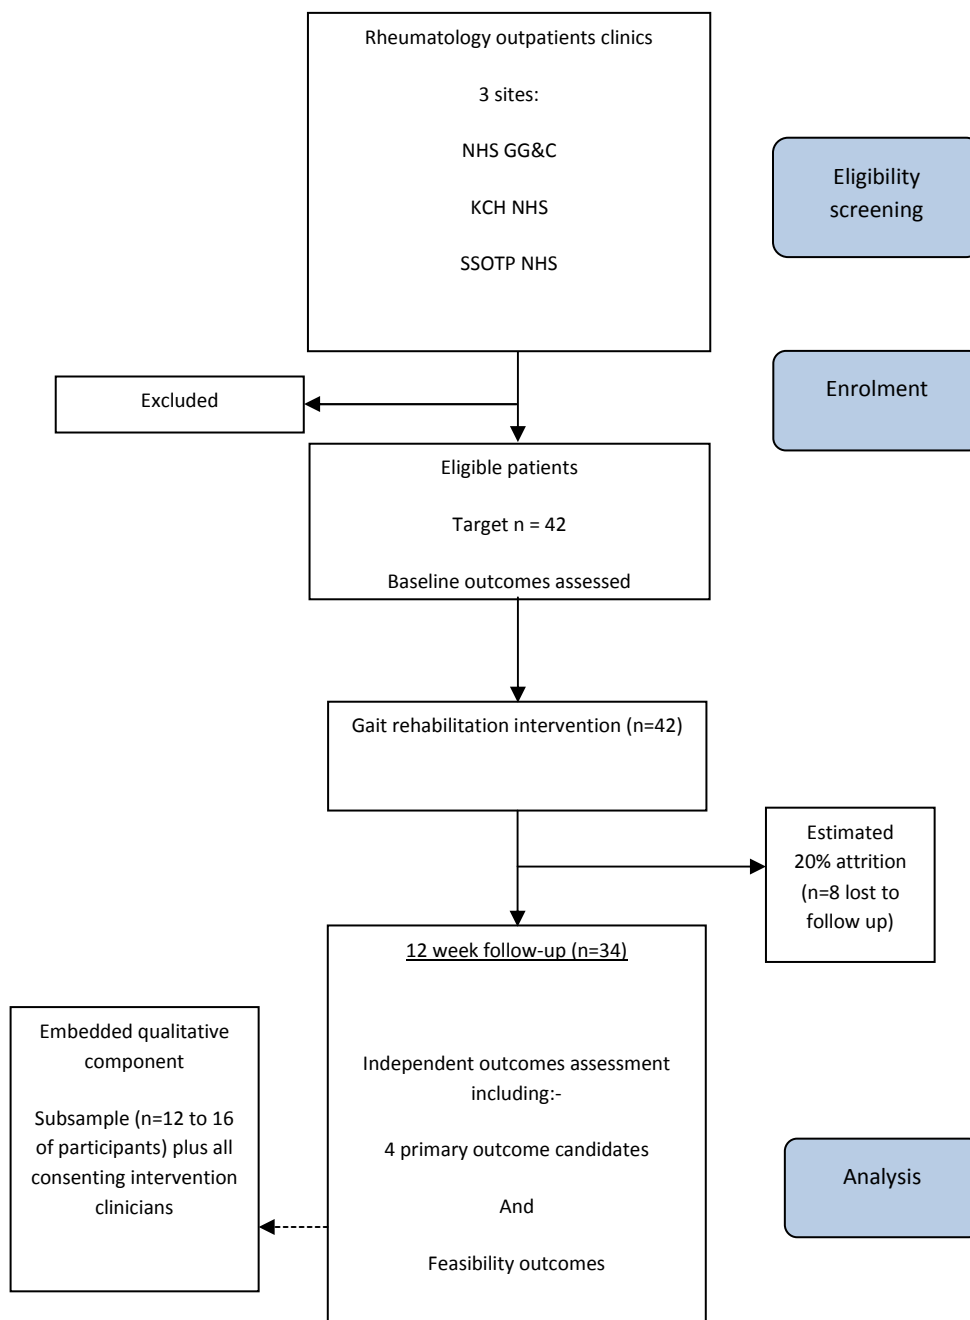 Rheumatology outpatients clinics
3 sites:
NHS GG&C
KCH NHS
SSOTP NHS
Eligibility
screening
Enrolment
Excluded
Eligible patients
Target n = 42
Baseline outcomes assessed
Gait rehabilitation intervention (n=42)
Estimated
20% attrition
(n=8 lost to
follow up)
12 week follow-up (n=34)
Independent outcomes assessment
including:-
4 primary outcome candidates
And
Feasibility outcomes
Embedded qualitative
component
Subsample (n=12 to 16
of participants) plus all
consenting intervention
clinicians
Analysis